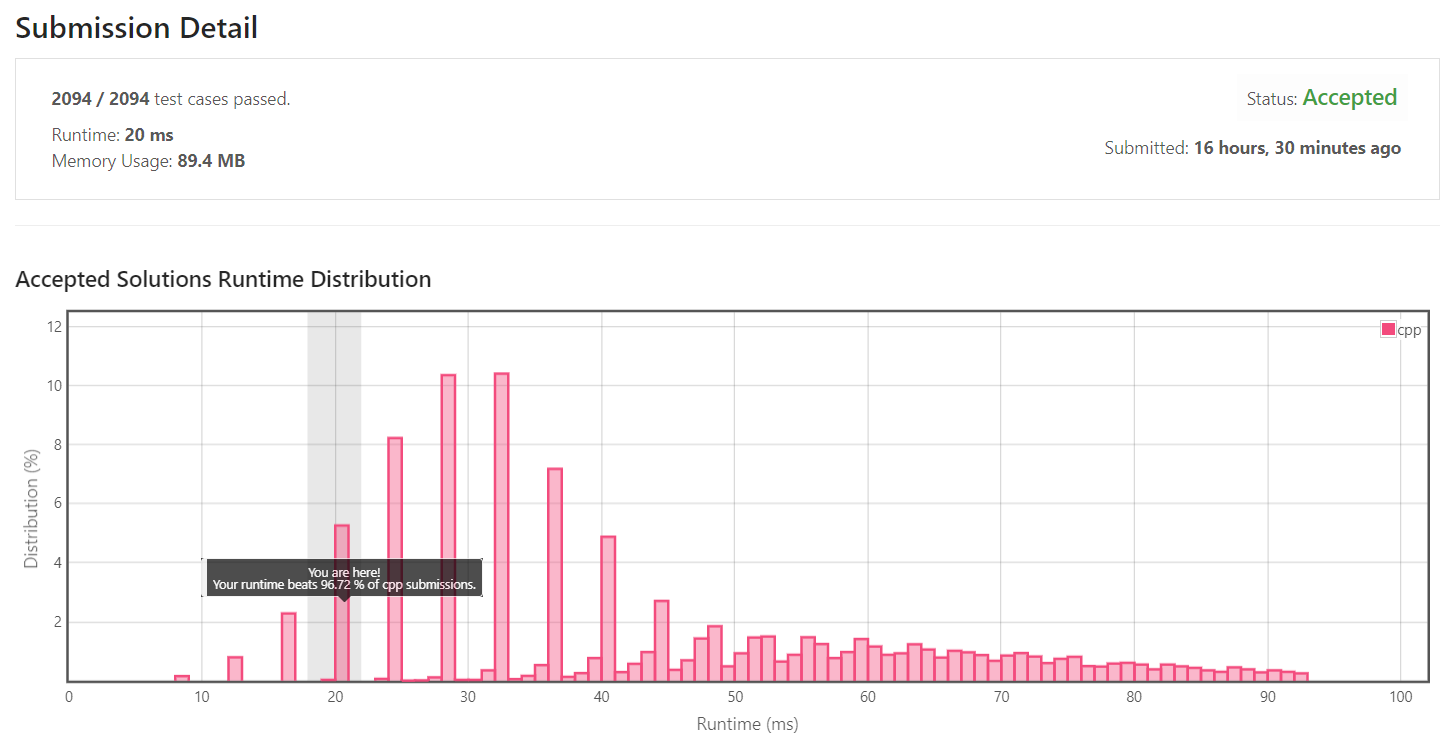 Submission Detail
2094 / 2094 test cases passed.
Status: Accepted
Runtime: 20 ms
Memory Usage: 89.4 MB
Submitted: 16 hours, 30 minutes ago
Accepted Solutions Runtime Distribution
12
10
8
6
4
2
Distribution (%)
cpp
You are here!
Your runtime beats 96.72 % of cpp submissions.
0 10 20 30 40 50 60 70 80 90 100
Runtime (ms)